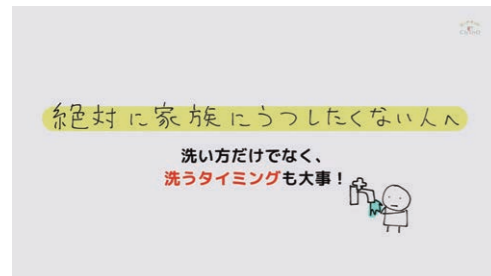 絶対に家族にうつしたくない人へ
洗い方だけでなく、
洗うタイミングも大事！